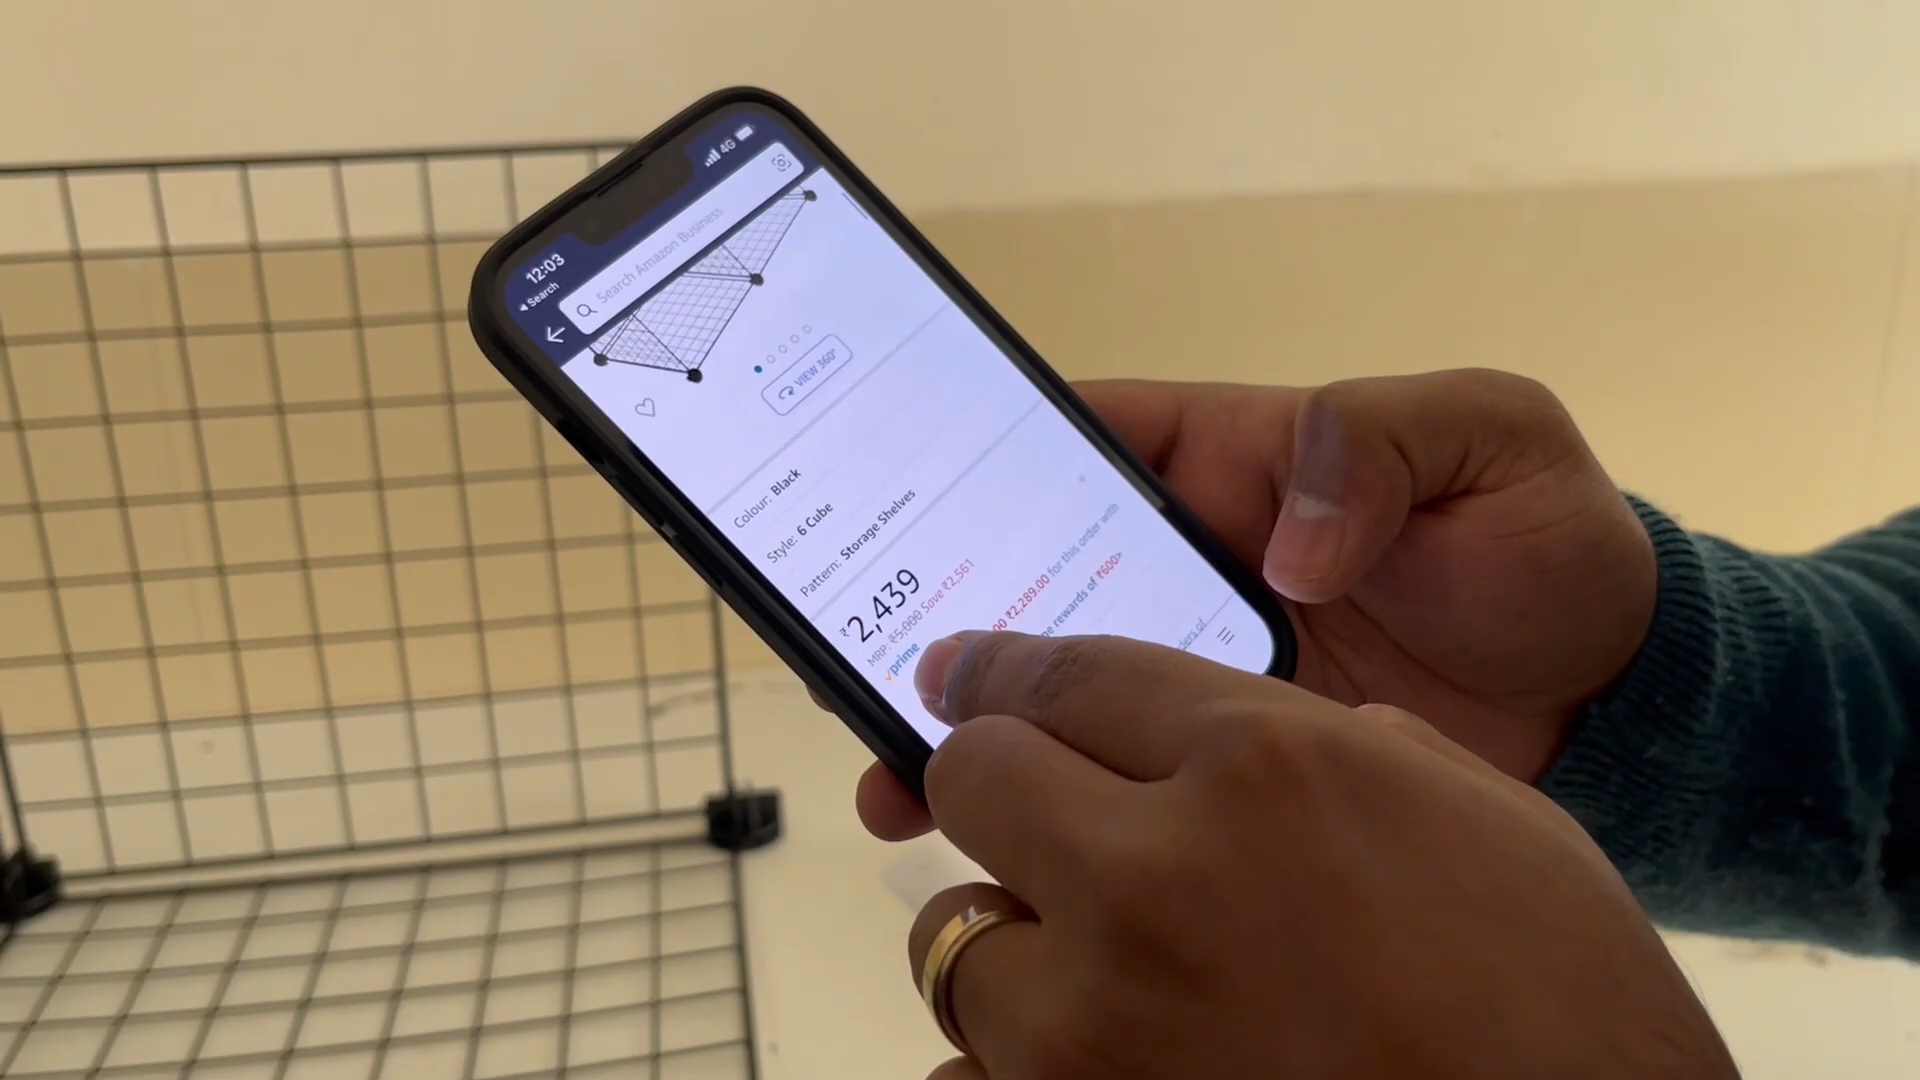 12:03
4G
Search
Search Amazon Business
VIEW 360°
Colour: Black
Style: 6 Cube
Pattern: Storage Shelves
₹2,439
MRP: ₹5,000 Save ₹2,561
✓prime
₹2,289.00 for this order with
rewards of ₹600>